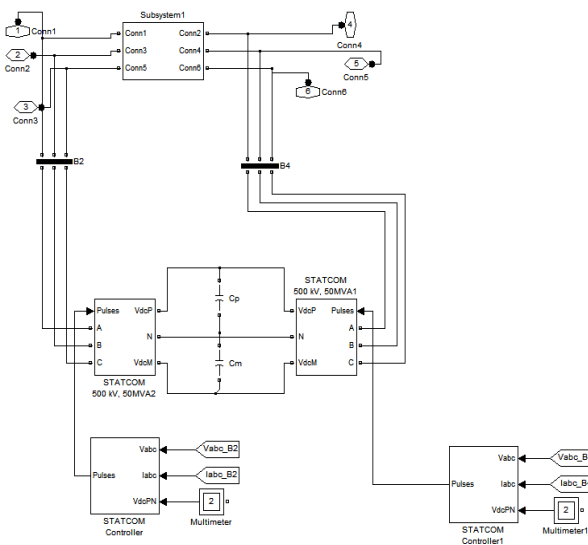 Subsystem1
1
Conn1
Conn1
Conn2
4
Conn4
2
Conn2
Conn3
Conn4
5
Conn5
Conn5
Conn6
6
Conn6
3
Conn3
B2
B4
STATCOM
500 kV, 50MVA1
Pulses
A
B
C
VdcP
N
VdcM
Cp
Cm
VdcP
N
VdcM
Pulses
A
B
C
STATCOM
500 kV, 50MVA2
Vabc
Iabc
VdcPN
Pulses
Vabc_B2
Iabc_B2
2
Multimeter
STATCOM
Controller
Vabc
Iabc
VdcPN
Pulses
Vabc_B
Iabc_B
2
Multimeter1
STATCOM
Controller1